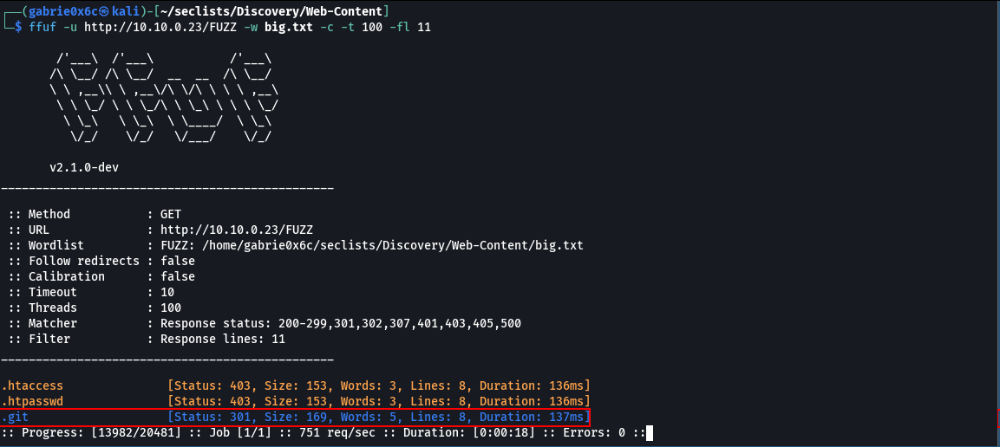 ┌──(gabrie0x6c㉿kali)-[~/seclists/Discovery/Web-Content]
└─$ ffuf -u http://10.10.0.23/FUZZ -w big.txt -c -t 100 -fl 11

        /'___\  /'___\           /'___\
       /\ \__/ /\ \__/  __  __  /\ \__/
       \ \ ,__\\ \ ,__\/\ \/\ \ \ \ ,__\
        \ \ \_/ \ \ \_/\ \ \_\ \ \ \ \_/
         \ \_\   \ \_\  \ \____/  \ \_\
          \/_/    \/_/   \/___/    \/_/

       v2.1.0-dev
________________________________________________

 :: Method           : GET
 :: URL              : http://10.10.0.23/FUZZ
 :: Wordlist         : FUZZ: /home/gabrie0x6c/seclists/Discovery/Web-Content/big.txt
 :: Follow redirects : false
 :: Calibration      : false
 :: Timeout          : 10
 :: Threads          : 100
 :: Matcher          : Response status: 200-299,301,302,307,401,403,405,500
 :: Filter           : Response lines: 11
________________________________________________

.htaccess               [Status: 403, Size: 153, Words: 3, Lines: 8, Duration: 136ms]
.htpasswd               [Status: 403, Size: 153, Words: 3, Lines: 8, Duration: 136ms]
.git                    [Status: 301, Size: 169, Words: 5, Lines: 8, Duration: 137ms]
:: Progress: [13982/20481] :: Job [1/1] :: 751 req/sec :: Duration: [0:00:18] :: Errors: 0 ::